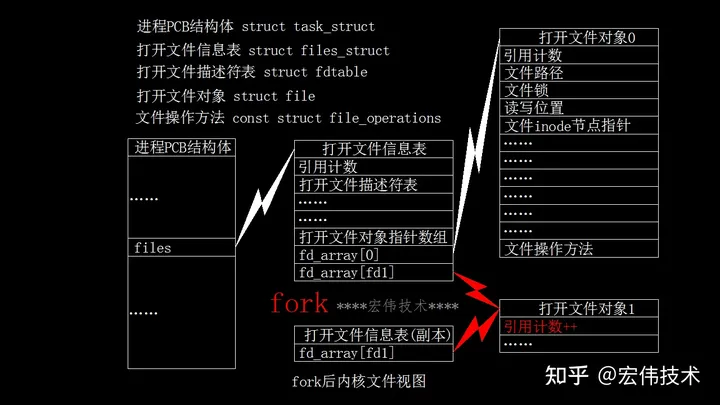 进程PCB结构体 struct task_struct
打开文件信息表 struct files_struct
打开文件描述符表 struct fdtable
打开文件对象 struct file
文件操作方法 const struct file_operations
进程PCB结构体
……
files
……
打开文件信息表
引用计数
打开文件描述符表
……
……
打开文件对象指针数组
fd_array[0]
fd_array[fd1]
打开文件对象0
引用计数
文件路径
文件锁
读写位置
文件inode节点指针
……
……
……
……
……
……
文件操作方法
fork ****宏伟技术****
打开文件信息表(副本)
fd_array[fd1]
打开文件对象1
引用计数++
……
fork后内核文件视图
知乎 @宏伟技术